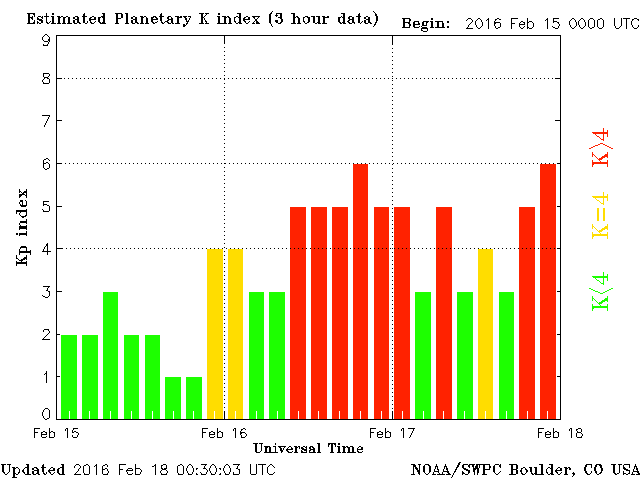 Estimated Planetary K index (3 hour data) Begin: 2016 Feb 15 0000 UTC
9
8
7
6
5
4
3
2
1
0
Kp index
K>4
K=4
K<4
Feb 15 Feb 16 Feb 17 Feb 18
Universal Time
Updated 2016 Feb 18 00:30:03 UTC NOAA/SWPC Boulder, CO USA